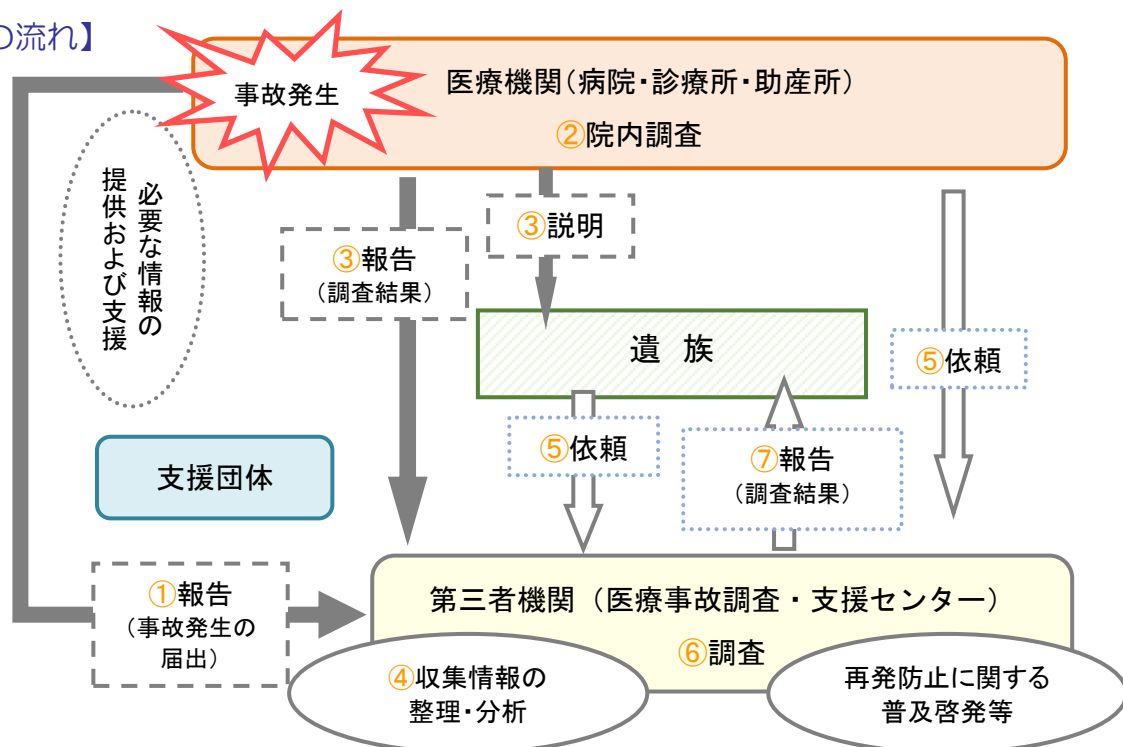 の流れ】
事故発生
医療機関（病院・診療所・助産所）
②院内調査
必要な情報の
提供および支援
③説明
③報告
（調査結果）
遺 族
⑤依頼
⑤依頼
⑦報告
（調査結果）
支援団体
①報告
（事故発生の
届出）
第三者機関（医療事故調査・支援センター）
⑥調査
④収集情報の
整理・分析
再発防止に関する
普及啓発等